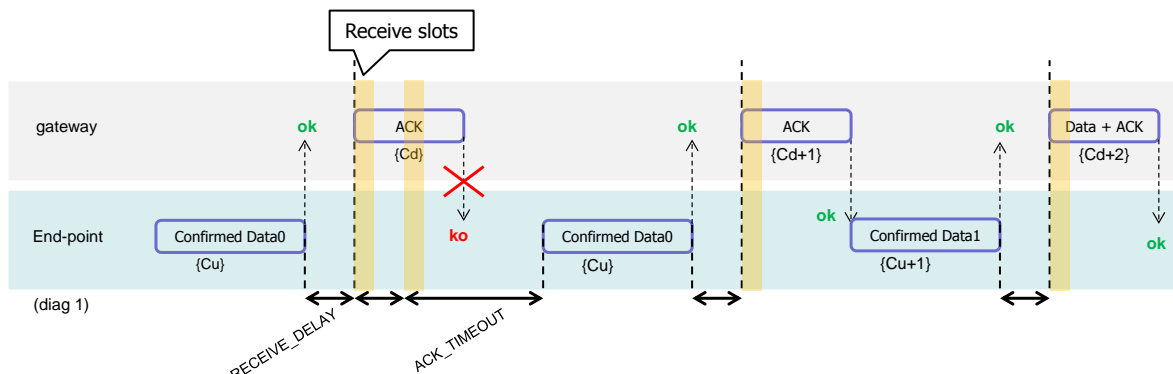 Receive slots
gateway
ok
ACK
{Cd}
ok
ACK
{Cd+1}
ok
Data + ACK
{Cd+2}
End-point
Confirmed Data0
{Cu}
ko
Confirmed Data0
{Cu}
ok
Confirmed Data1
{Cu+1}
ok
(diag 1)
RECEIVE_DELAY
ACK_TIMEOUT